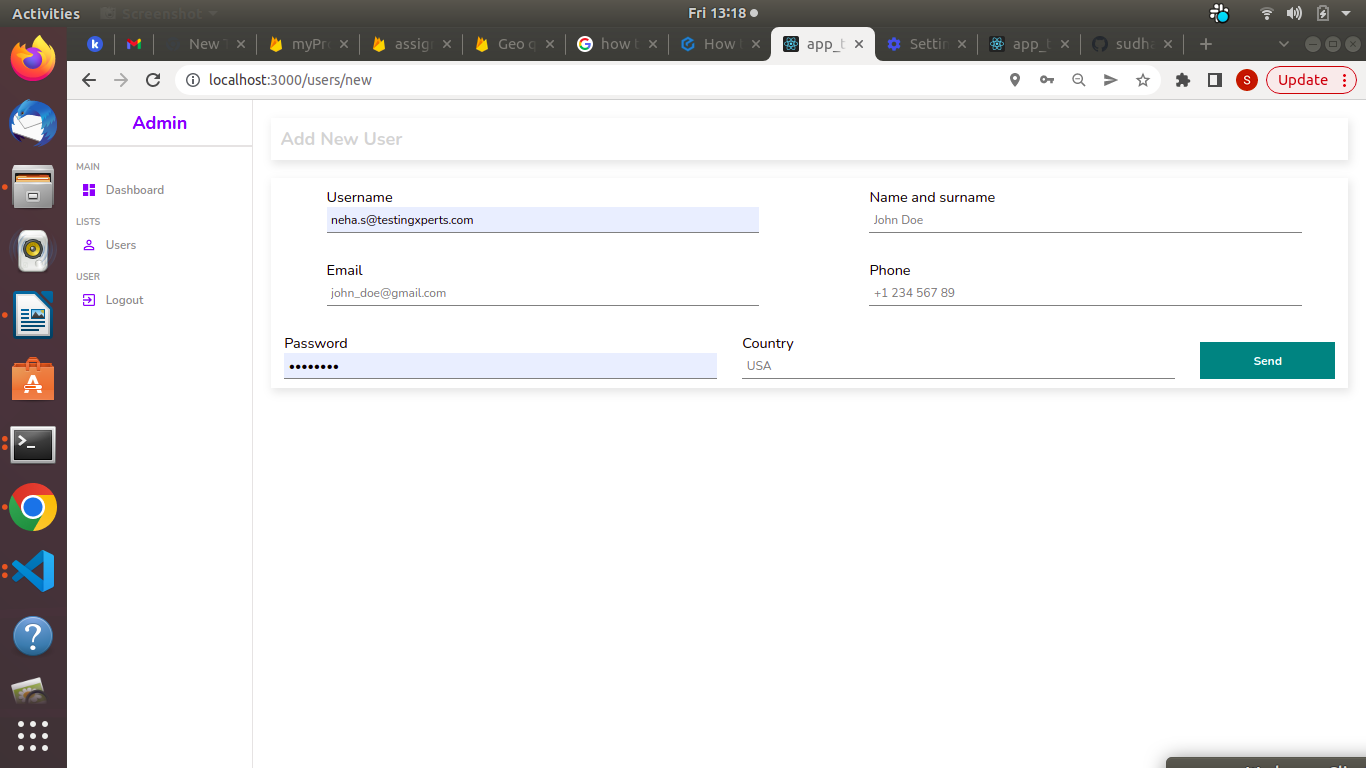 Activities Screenshot Fri 13:18
New T myPro assign Geo q how t How app_t Settin app_t sudha
localhost:3000/users/new S Update
Admin
Add New User
MAIN
Dashboard
LISTS
Users
USER
Logout
Username Name and surname
neha.s@testingxperts.com John Doe
Email Phone
john_doe@gmail.com +1 234 567 89
Password Country
•••••••• USA Send